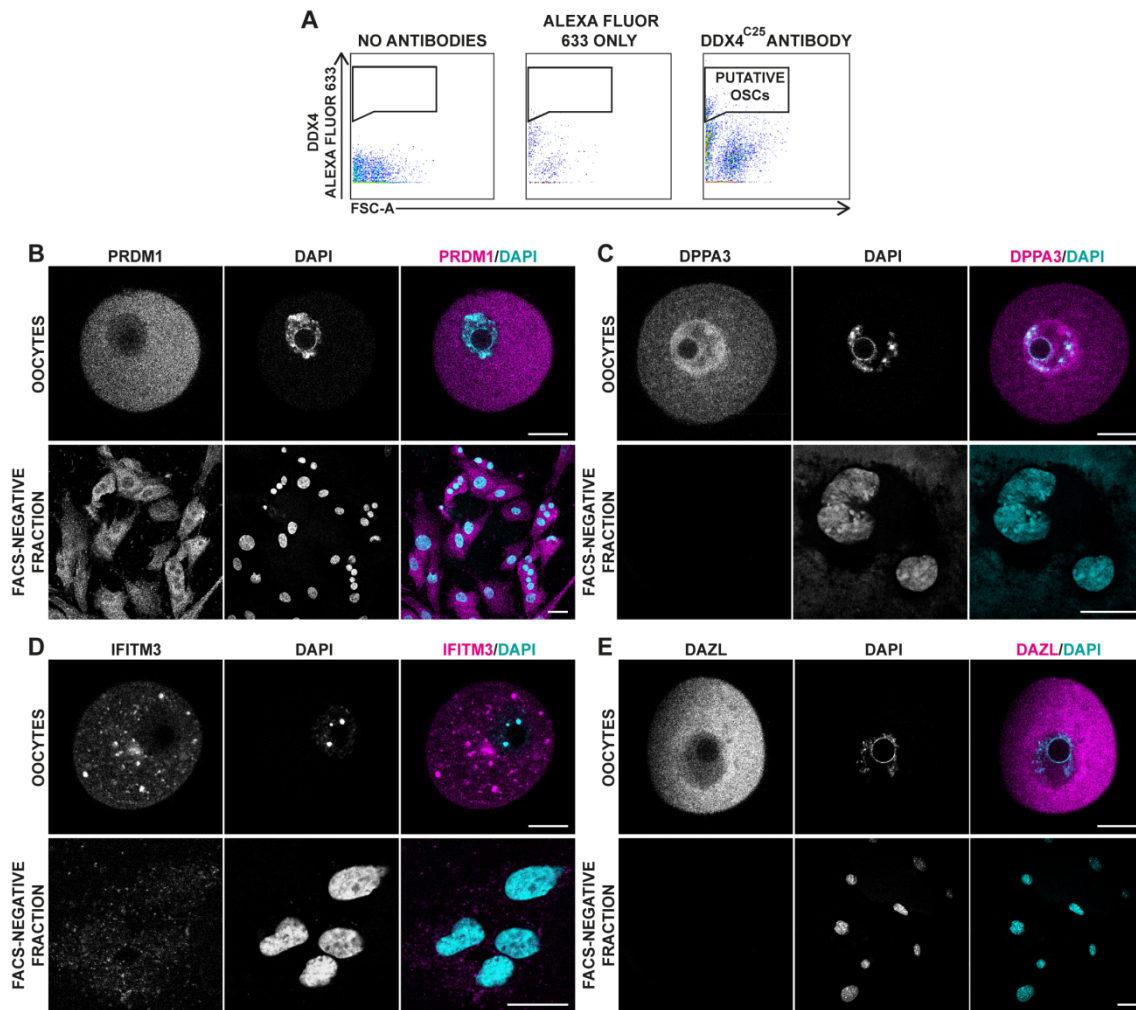 A
NO ANTIBODIES
ALEXA FLUOR
633 ONLY
DDX4C25 ANTIBODY
DDX4
ALEXA FLUOR 633
PUTATIVE
OSCs
FSC-A
B
PRDM1
DAPI
PRDM1/DAPI
OOCYTES
FACS-NEGATIVE
FRACTION
C
DPPA3
DAPI
DPPA3/DAPI
OOCYTES
FACS-NEGATIVE
FRACTION
D
IFITM3
DAPI
IFITM3/DAPI
OOCYTES
FACS-NEGATIVE
FRACTION
E
DAZL
DAPI
DAZL/DAPI
OOCYTES
FACS-NEGATIVE
FRACTION